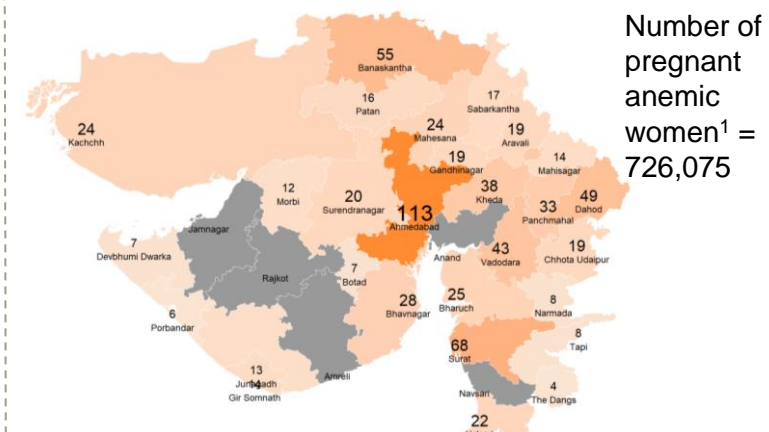 Number of
pregnant
anemic
women¹ =
726,075
55
Banaskantha
16
Patan
17
Sabarkantha
24
Kachchh
24
Mahesana
19
Aravali
19
Gandhinagar
14
Mahisagar
12
Morbi
20
Surendranagar
38
Kheda
33
Panchmahal
49
Dahod
113
Ahmedabad
Jamnagar
7
Devbhumi Dwarka
Rajkot
7
Botad
Anand
43
Vadodara
19
Chhota Udaipur
6
Porbandar
28
Bhavnagar
25
Bharuch
8
Narmada
68
Surat
8
Tapi
13
Gir Somnath
Amreli
Navsari
4
The Dangs
22